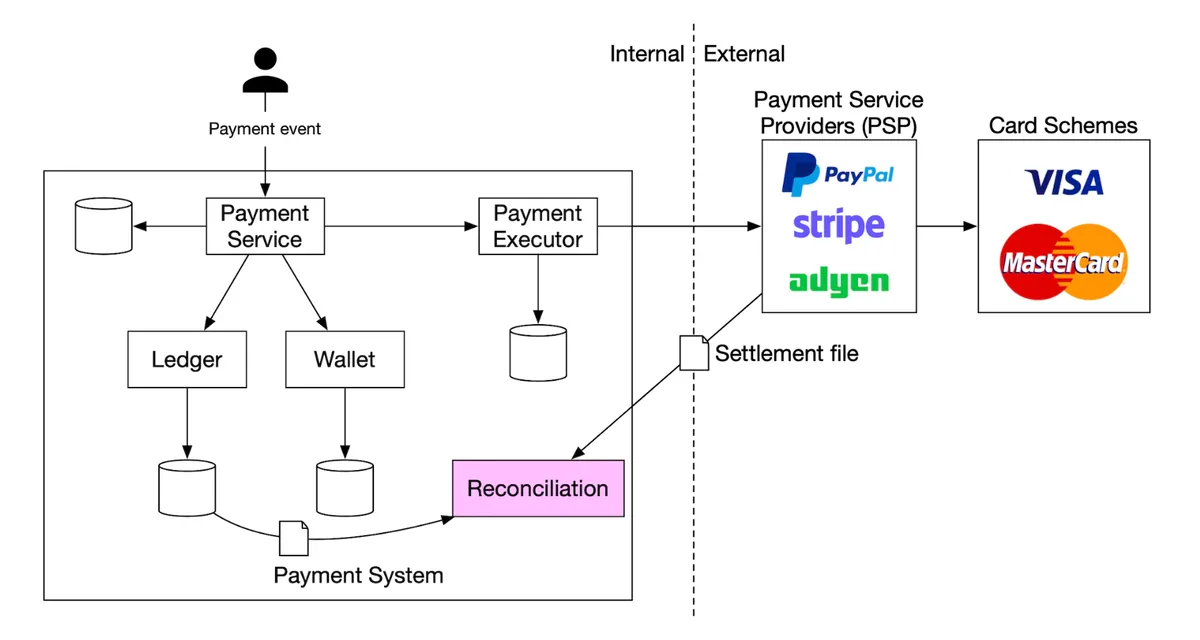 Internal
External
Payment event
Payment Service
Providers (PSP)
Card Schemes
PayPal
stripe
adyen
VISA
MasterCard
Payment
Service
Payment
Executor
Ledger
Wallet
Settlement file
Reconciliation
Payment System